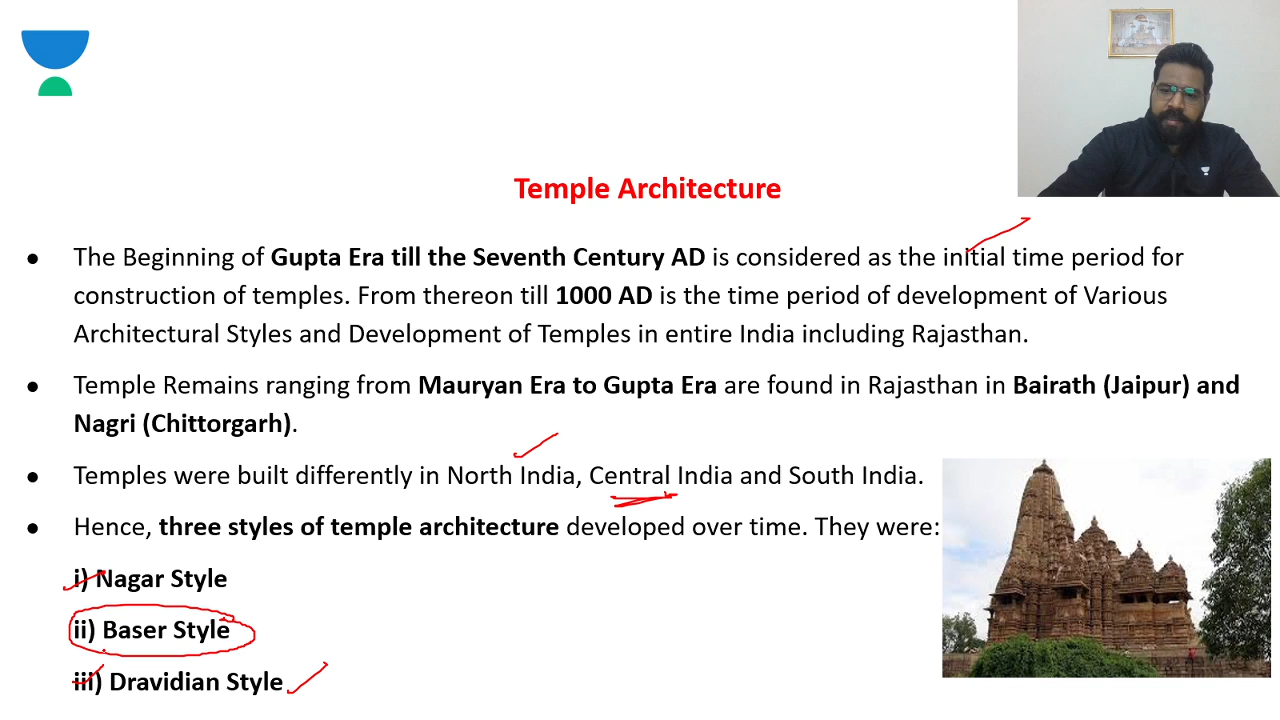 Temple Architecture
● The Beginning of Gupta Era till the Seventh Century AD is considered as the initial time period for
construction of temples. From thereon till 1000 AD is the time period of development of Various
Architectural Styles and Development of Temples in entire India including Rajasthan.
● Temple Remains ranging from Mauryan Era to Gupta Era are found in Rajasthan in Bairath (Jaipur) and
Nagri (Chittorgarh).
● Temples were built differently in North India, Central India and South India.
● Hence, three styles of temple architecture developed over time. They were:
i) Nagar Style
ii) Baser Style
iii) Dravidian Style